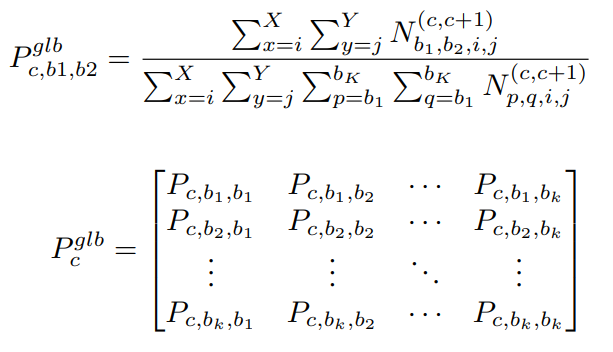 P^{glb}_{c,b1,b2} = \frac{\sum_{x=i}^{X} \sum_{y=j}^{Y} N^{(c,c+1)}_{b_1,b_2,i,j}}{\sum_{x=i}^{X} \sum_{y=j}^{Y} \sum_{p=b_1}^{b_K} \sum_{q=b_1}^{b_K} N^{(c,c+1)}_{p,q,i,j}}
P^{glb}_{c} = \begin{bmatrix} P_{c,b_1,b_1} & P_{c,b_1,b_2} & \cdots & P_{c,b_1,b_k} \\ P_{c,b_2,b_1} & P_{c,b_2,b_2} & \cdots & P_{c,b_2,b_k} \\ \vdots & \vdots & \ddots & \vdots \\ P_{c,b_k,b_1} & P_{c,b_k,b_2} & \cdots & P_{c,b_k,b_k} \end{bmatrix}